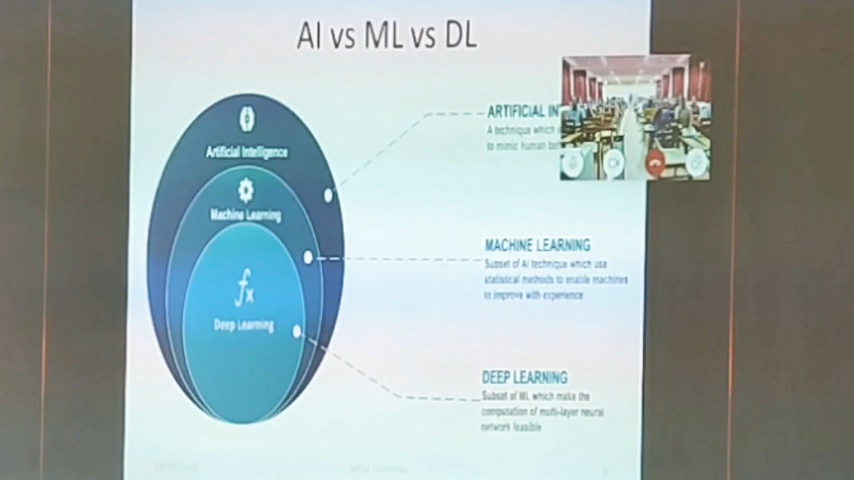 AI vs ML vs DL
Artificial Intelligence
Machine Learning
fx
Deep Learning
ARTIFICIAL IN
A technique which
to mimic human
MACHINE LEARNING
Subset of AI technique which use
statistical methods to enable machines
to improve with experience
DEEP LEARNING
Subset of ML which make the
computation of multi-layer neural
network feasible